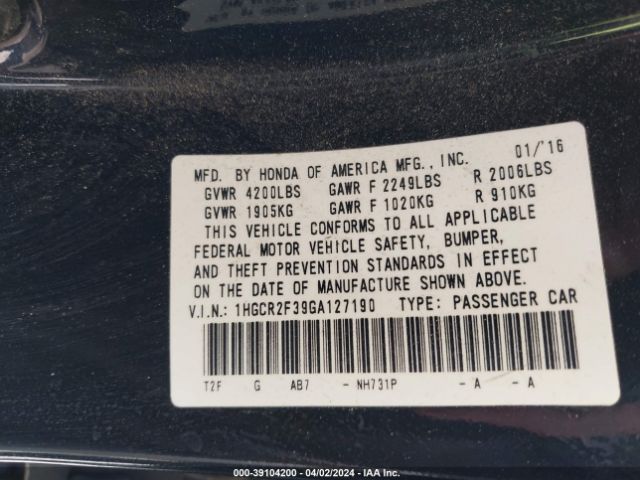 MFD. BY HONDA OF AMERICA MFG., INC. 01/'16
GVWR 4200LBS GAWR F 2249LBS R 2006LBS
GVWR 1905KG GAWR F 1020KG R 910KG
THIS VEHICLE CONFORMS TO ALL APPLICABLE
FEDERAL MOTOR VEHICLE SAFETY, BUMPER,
AND THEFT PREVENTION STANDARDS IN EFFECT
ON THE DATE OF MANUFACTURE SHOWN ABOVE.
V.I.N.: 1HGCR2F39GA127190 TYPE: PASSENGER CAR
T2F G AB7 - NH731P - A - A
000-39104200 - 04/02/2024 - IAA Inc.